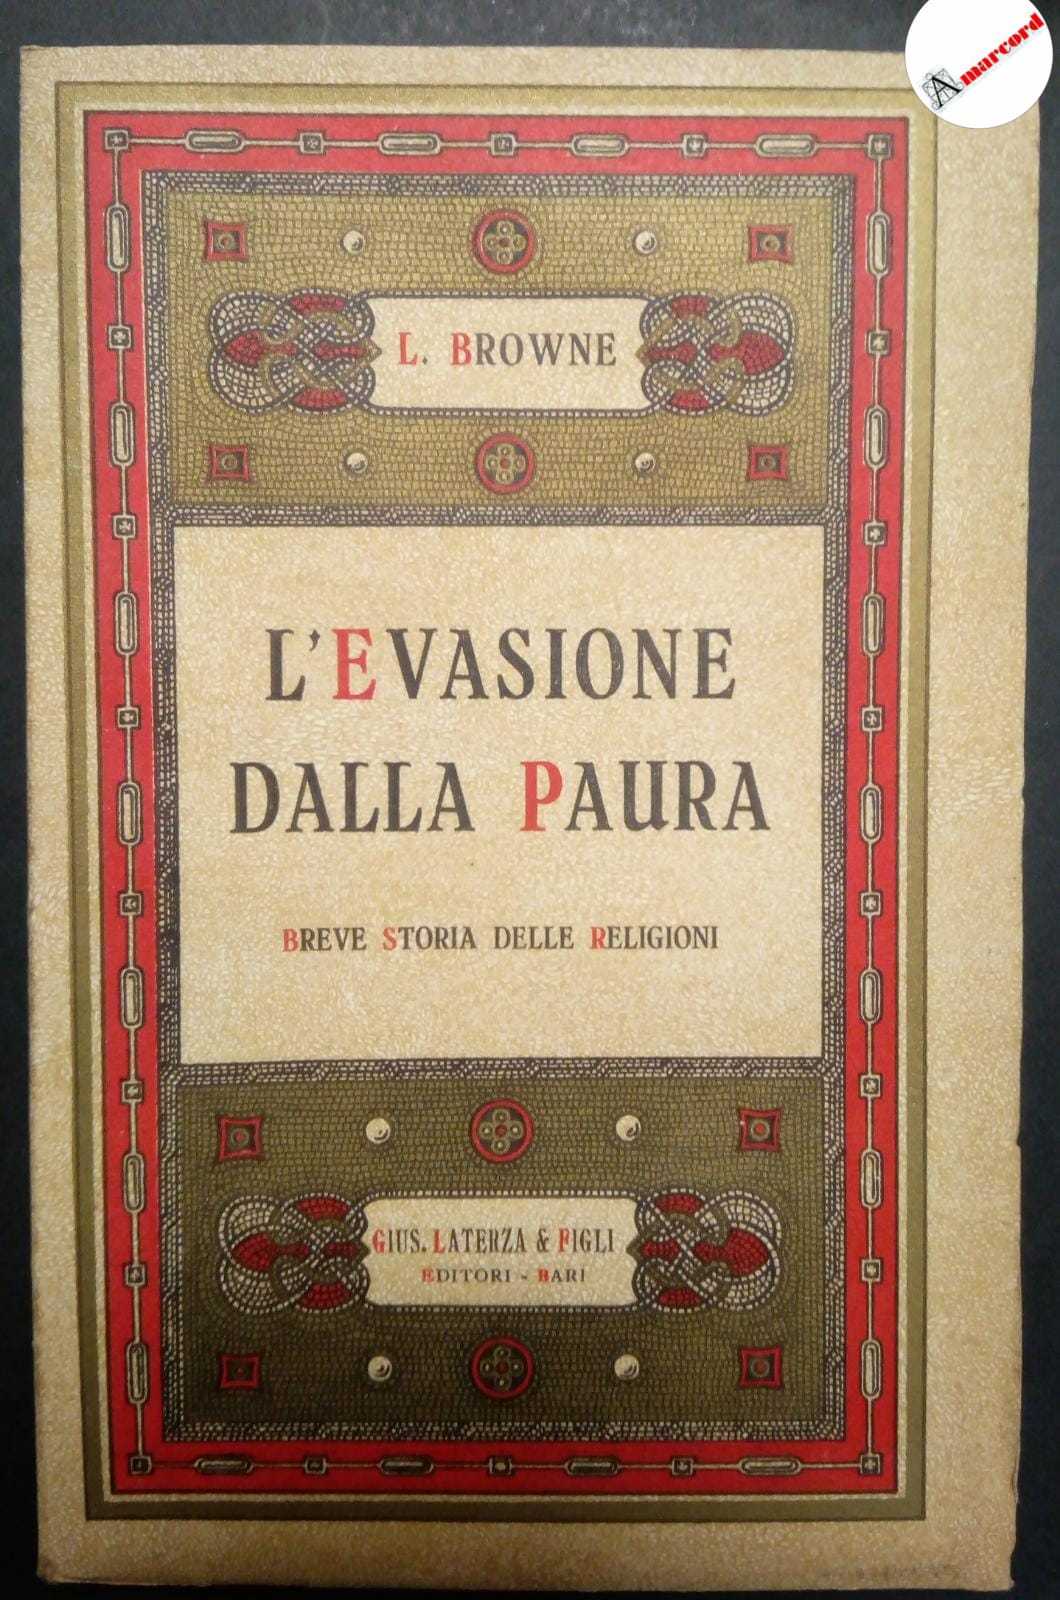 Amarcord
L. BROWNE
L'EVASIONE
DALLA PAURA
BREVE STORIA DELLE RELIGIONI
GIUS. LATERZA & FIGLI
EDITORI - BARI